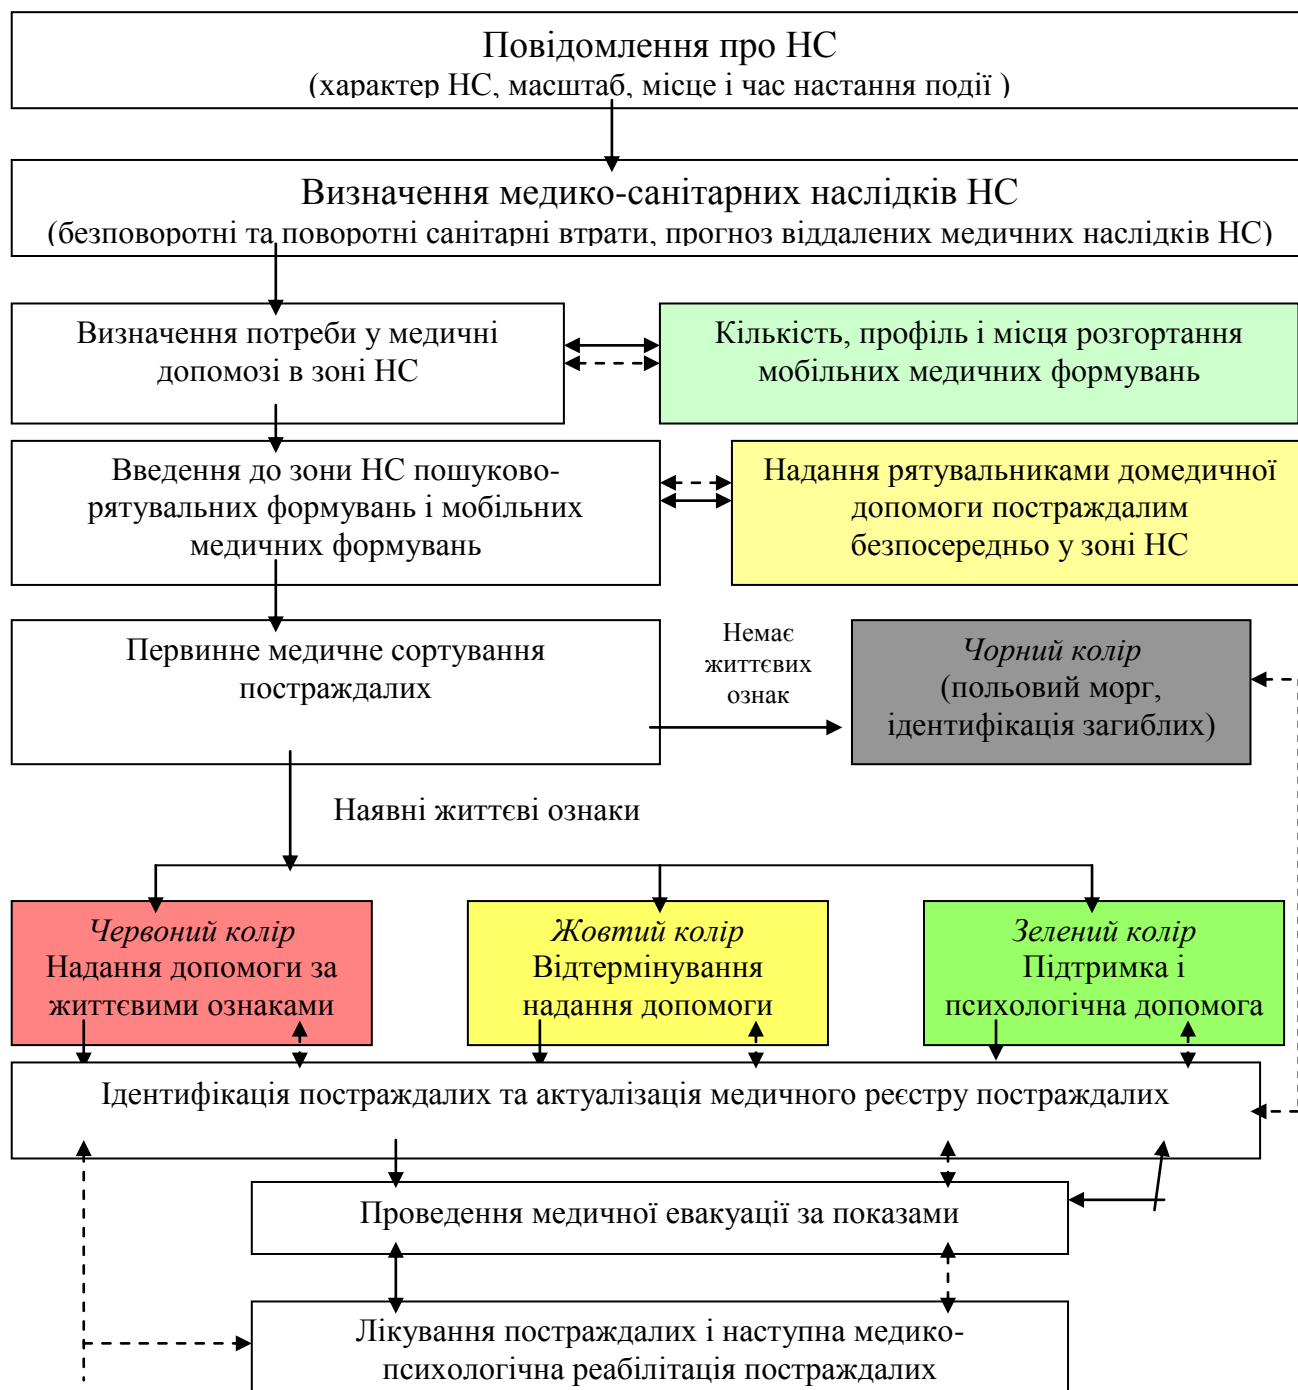 Повідомлення про НС
(характер НС, масштаб, місце і час настання події )
Визначення медико-санітарних наслідків НС
(безповоротні та поворотні санітарні втрати, прогноз віддалених медичних наслідків НС)
Визначення потреби у медичні
допомозі в зоні НС
Кількість, профіль і місця розгортання
мобільних медичних формувань
Введення до зони НС пошуково-
рятувальних формувань і мобільних
медичних формувань
Надання рятувальниками домедичної
допомоги постраждалим
безпосередньо у зоні НС
Первинне медичне сортування
постраждалих
Немає
життєвих
ознак
Чорний колір
(польовий морг,
ідентифікація загиблих)
Наявні життєві ознаки
Червоний колір
Надання допомоги за
життєвими ознаками
Жовтий колір
Відтермінування
надання допомоги
Зелений колір
Підтримка і
психологічна допомога
Ідентифікація постраждалих та актуалізація медичного реєстру постраждалих
Проведення медичної евакуації за показами
Лікування постраждалих і наступна медико-
психологічна реабілітація постраждалих